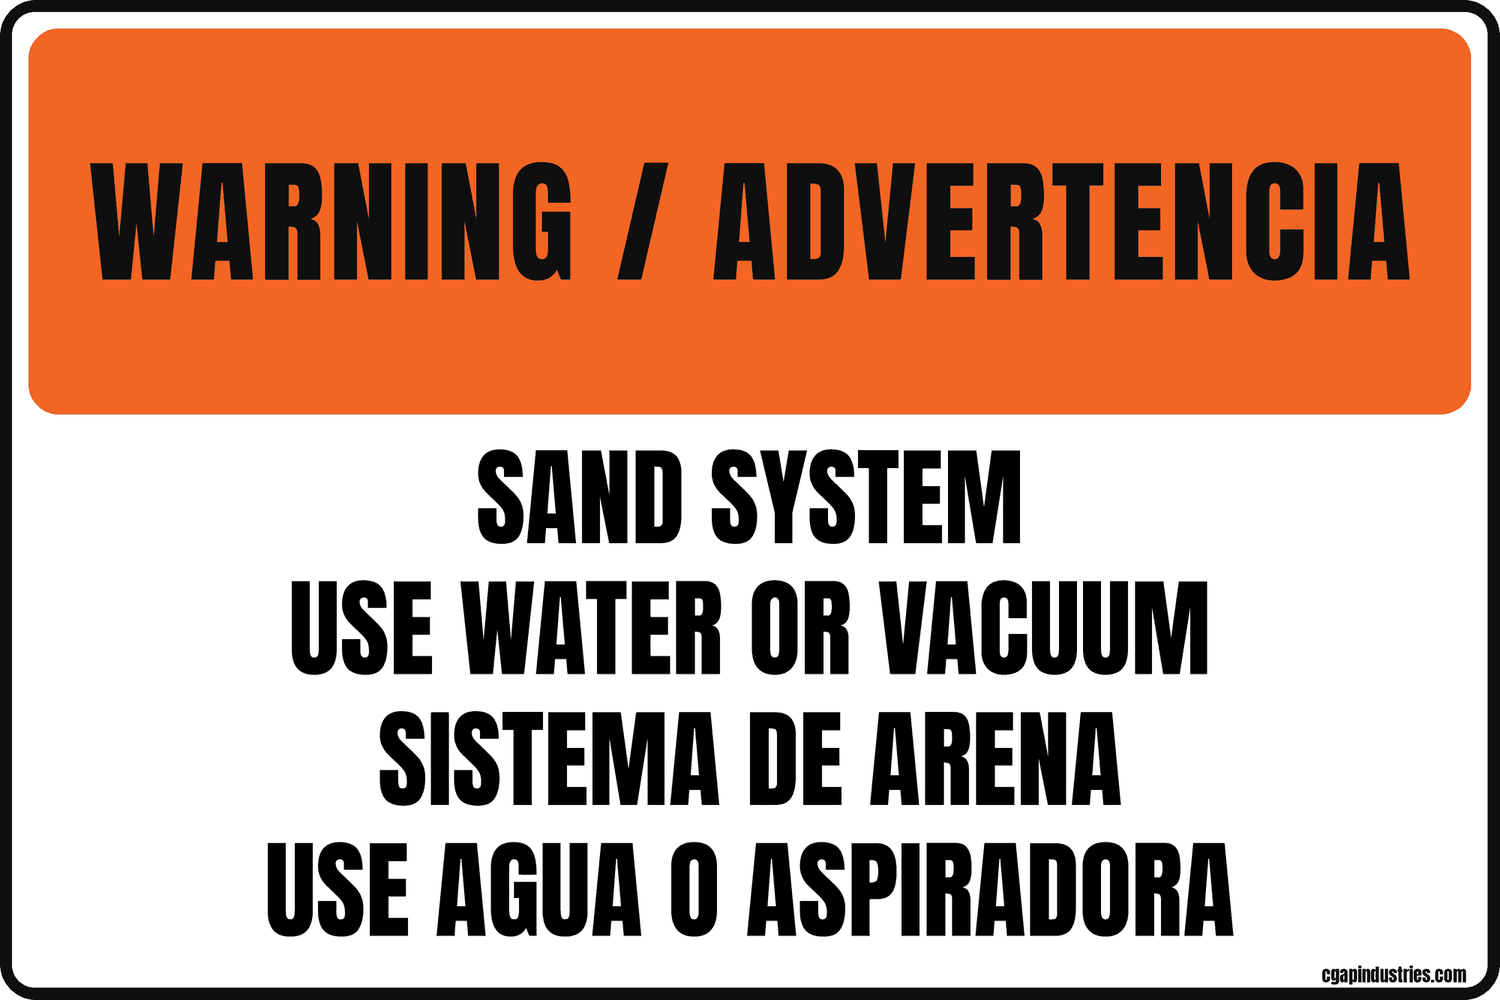 WARNING / ADVERTENCIA
SAND SYSTEM
USE WATER OR VACUUM
SISTEMA DE ARENA
USE AGUA O ASPIRADORA
cgapindustries.com